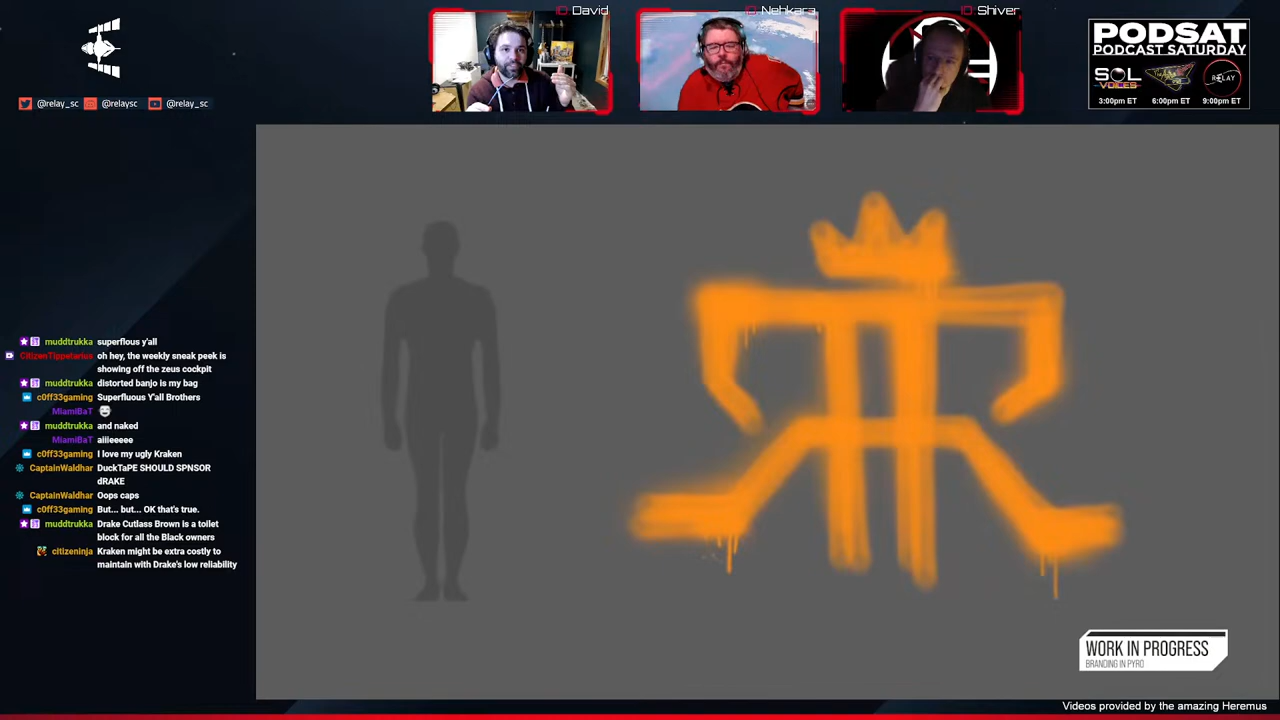 ID David
ID Nehkara
ID Shiver
PODSAT
PODCAST SATURDAY
SOL
VOICES
RELAY
3:00pm ET 6:00pm ET 9:00pm ET
@relay_sc @relaysc @relay_sc
muddtrukka superflous y'all
CitizenTippetarius oh hey, the weekly sneak peek is
showing off the zeus cockpit
muddtrukka distorted banjo is my bag
c0ff33gaming Superfluous Y'all Brothers
MiamiBaT
muddtrukka and naked
MiamiBaT aiiieeeee
c0ff33gaming I love my ugly Kraken
CaptainWaldhar DuckTaPE SHOULD SPNSOR
dRAKE
CaptainWaldhar Oops caps
c0ff33gaming But... but... OK that's true.
muddtrukka Drake Cutlass Brown is a toilet
block for all the Black owners
citizeninja Kraken might be extra costly to
maintain with Drake's low reliability
WORK IN PROGRESS
BRANDING IN PYRO
Videos provided by the amazing Heremus